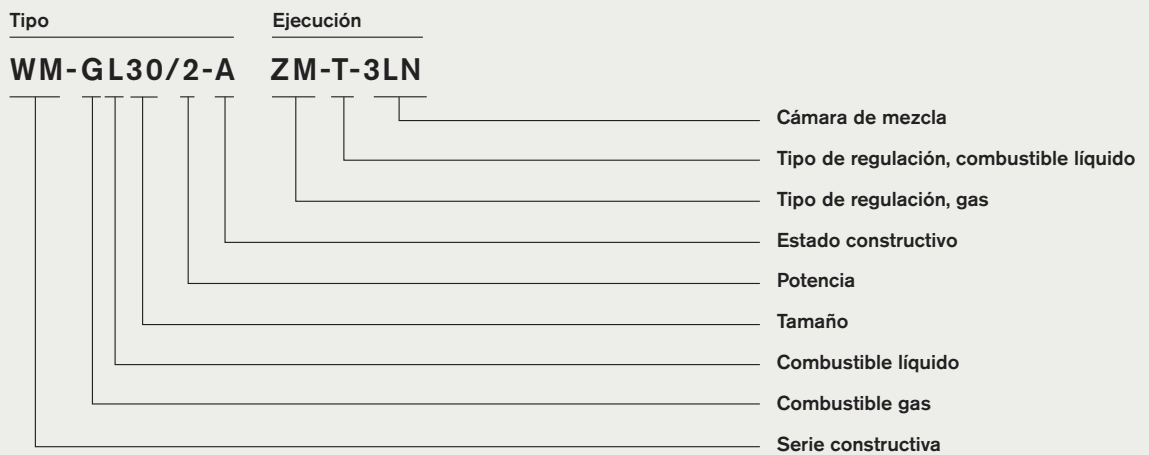 Tipo Ejecución
WM-GL30/2-A ZM-T-3LN
Cámara de mezcla
Tipo de regulación, combustible líquido
Tipo de regulación, gas
Estado constructivo
Potencia
Tamaño
Combustible líquido
Combustible gas
Serie constructiva